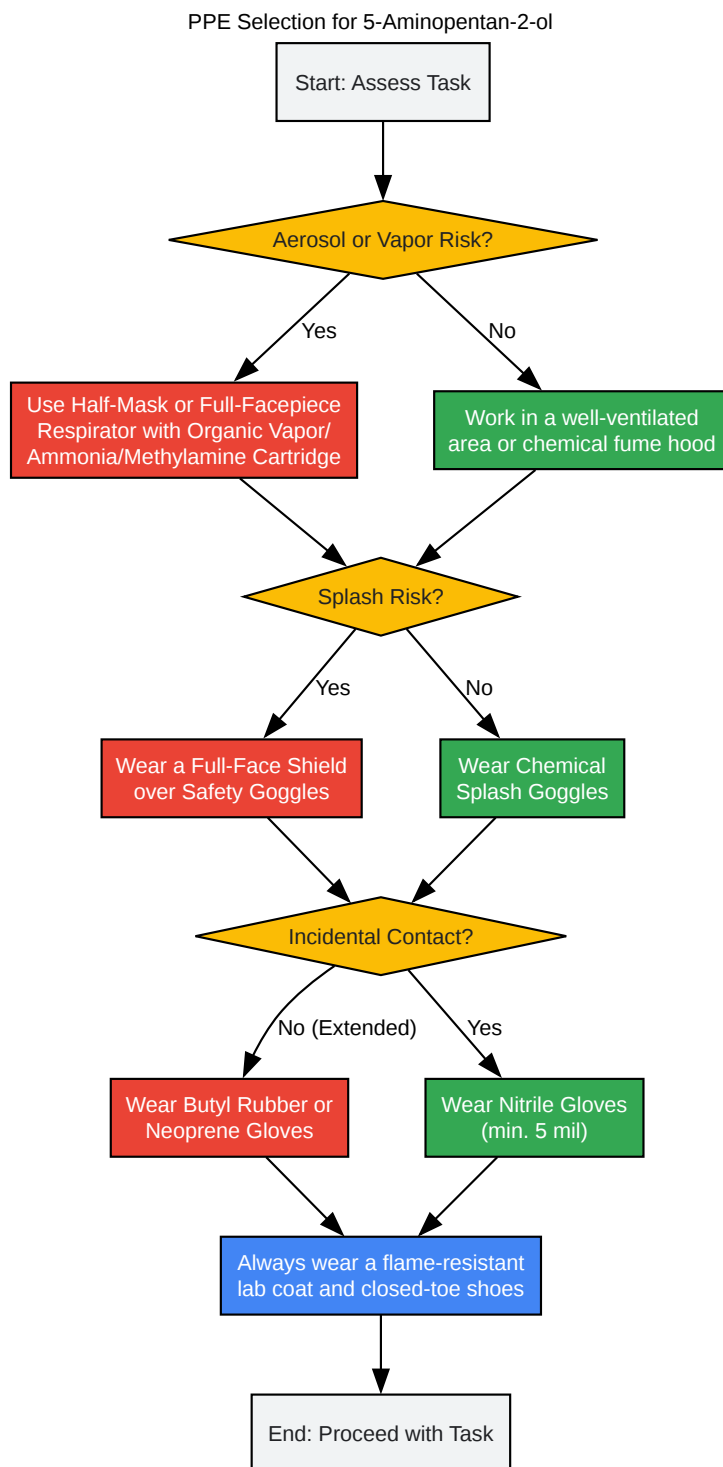 PPE Selection for 5-Aminopentan-2-ol
Start: Assess Task
Aerosol or Vapor Risk?
Yes
No
Use Half-Mask or Full-Facepiece
Respirator with Organic Vapor/
Ammonia/Methylamine Cartridge
Work in a well-ventilated
area or chemical fume hood
Splash Risk?
Yes
No
Wear a Full-Face Shield
over Safety Goggles
Wear Chemical
Splash Goggles
Incidental Contact?
No (Extended)
Yes
Wear Butyl Rubber or
Neoprene Gloves
Wear Nitrile Gloves
(min. 5 mil)
Always wear a flame-resistant
lab coat and closed-toe shoes
End: Proceed with Task